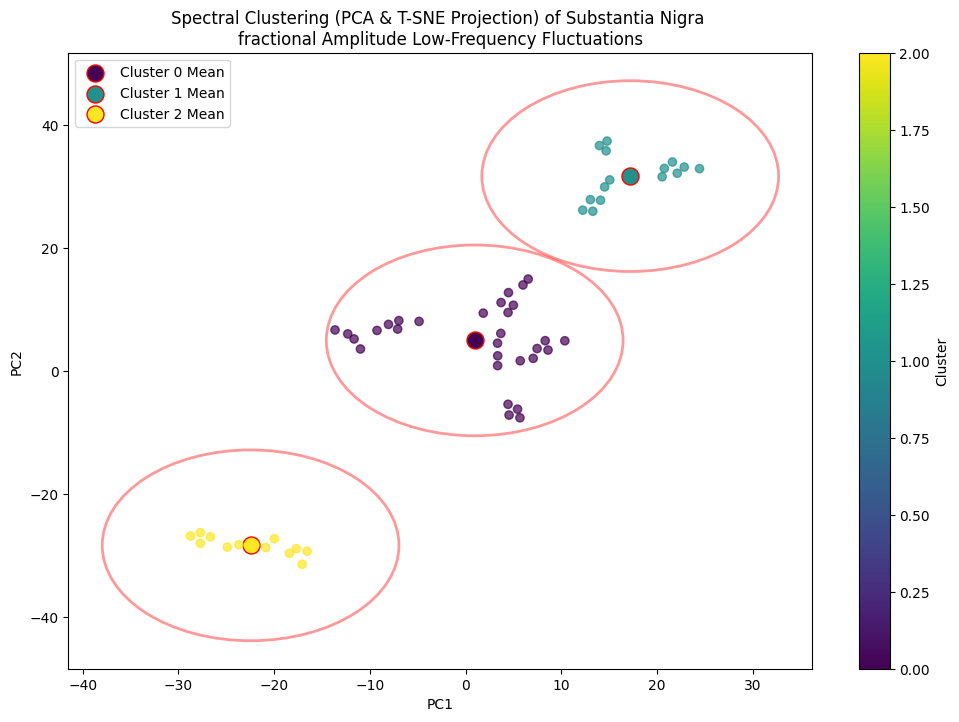 Spectral Clustering (PCA & T-SNE Projection) of Substantia Nigra
fractional Amplitude Low-Frequency Fluctuations
Cluster 0 Mean
Cluster 1 Mean
Cluster 2 Mean
PC2
40
20
0
−20
−40
−40
−30
−20
−10
0
10
20
30
PC1
2.00
1.75
1.50
1.25
1.00
0.75
0.50
0.25
0.00
Cluster